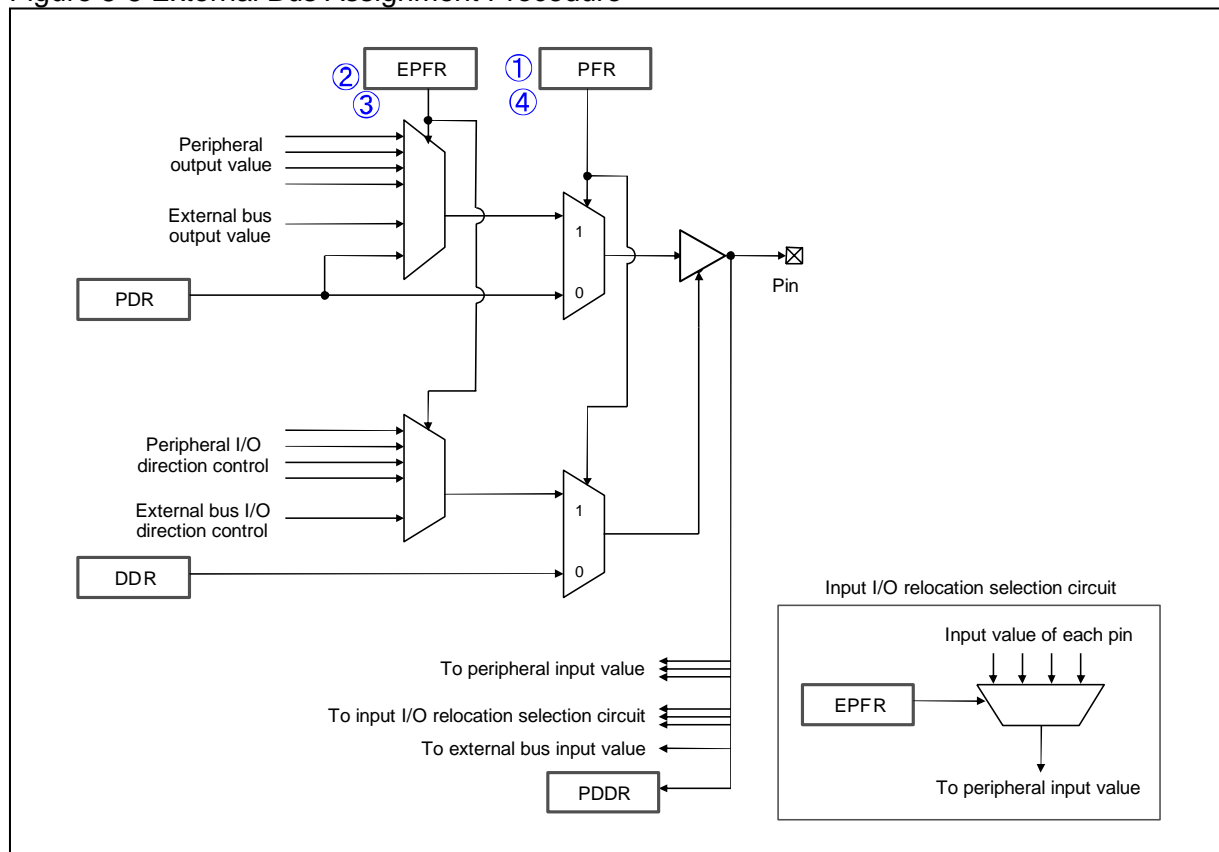 Figure 5-3 External Bus Assignment Procedure
②
EPFR
①
PFR
③
④
Peripheral
output value
External bus
output value
1
0
PDR
Pin
Peripheral I/O
direction control
External bus I/O
direction control
1
0
DDR
Input I/O relocation selection circuit
Input value of each pin
EPFR
To peripheral input value
To peripheral input value
To input I/O relocation selection circuit
To external bus input value
PDDR